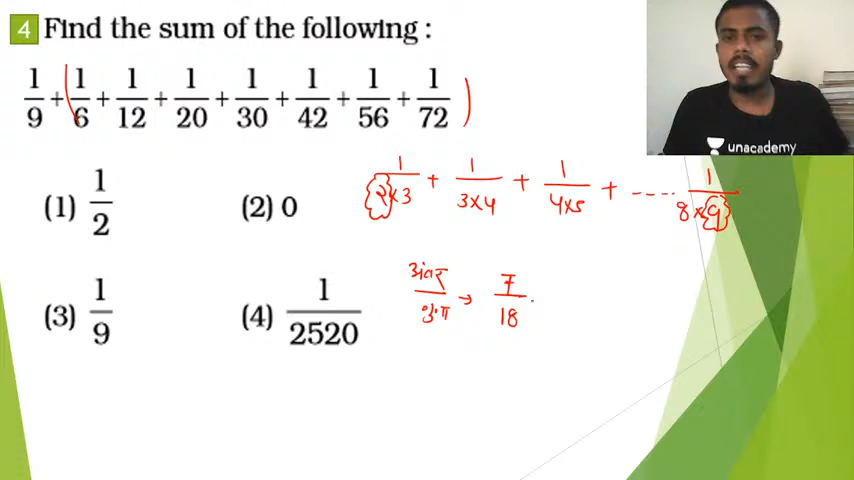 4 Find the sum of the following :
1/9 + (1/6 + 1/12 + 1/20 + 1/30 + 1/42 + 1/56 + 1/72)
(1) 1/2 (2) 0
(3) 1/9 (4) 1/2520
1/2×3 + 1/3×4 + 1/4×5 + ---- 1/8×9
अंतर/गुणा → 7/18
unacademy